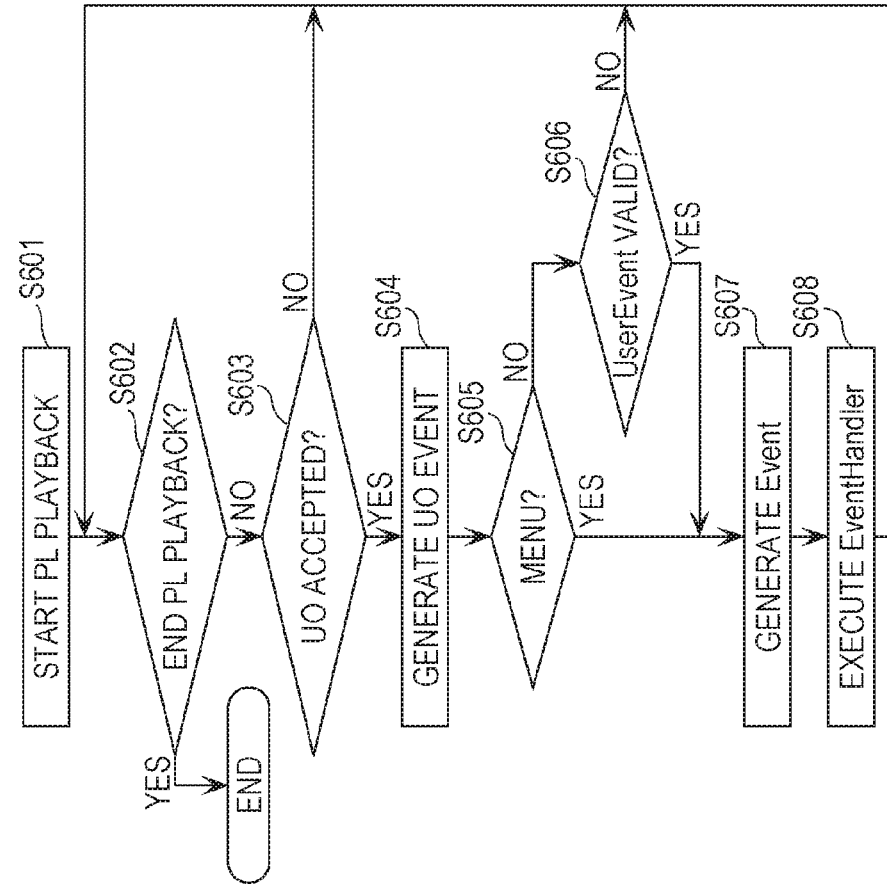 START PL PLAYBACK
S601
END PL PLAYBACK?
S602
YES
END
NO
UO ACCEPTED?
S603
NO
YES
GENERATE UO EVENT
S604
MENU?
S605
NO
YES
UserEvent VALID?
S606
NO
YES
GENERATE Event
S607
EXECUTE EventHandler
S608